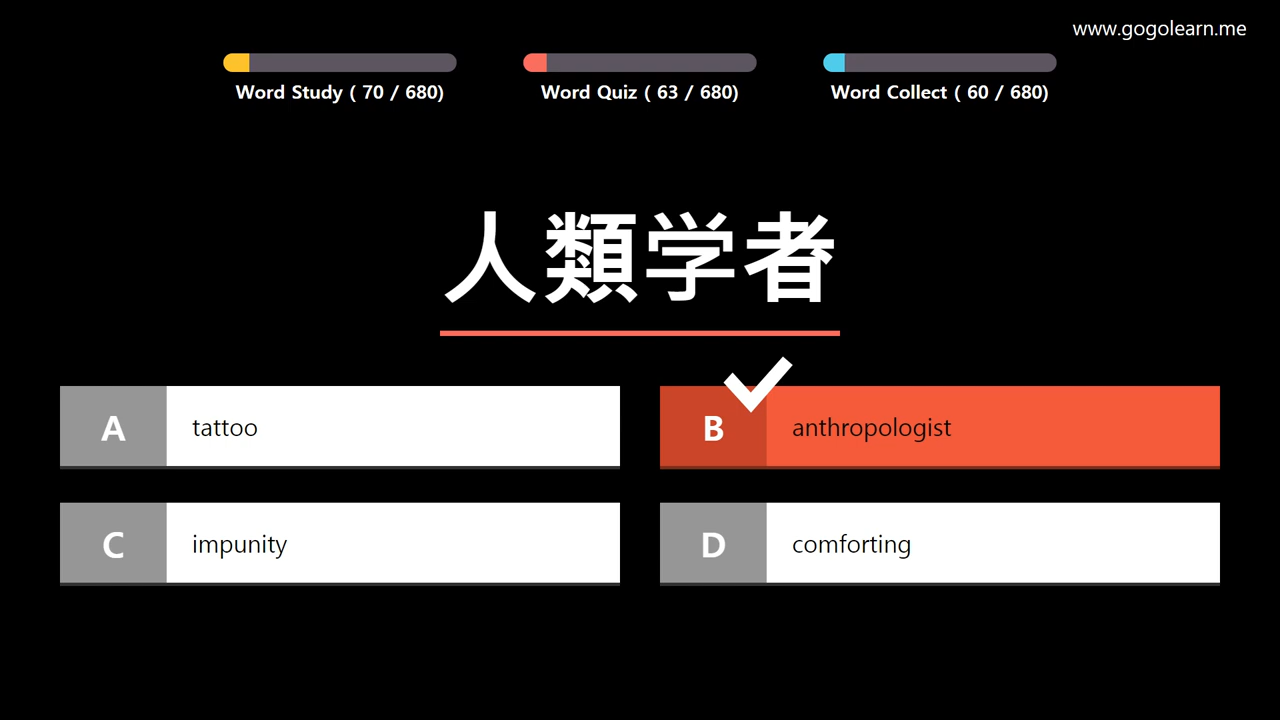 www.gogolearn.me
Word Study ( 70 / 680)
Word Quiz ( 63 / 680)
Word Collect ( 60 / 680)
人類学者
A tattoo
B anthropologist
C impunity
D comforting